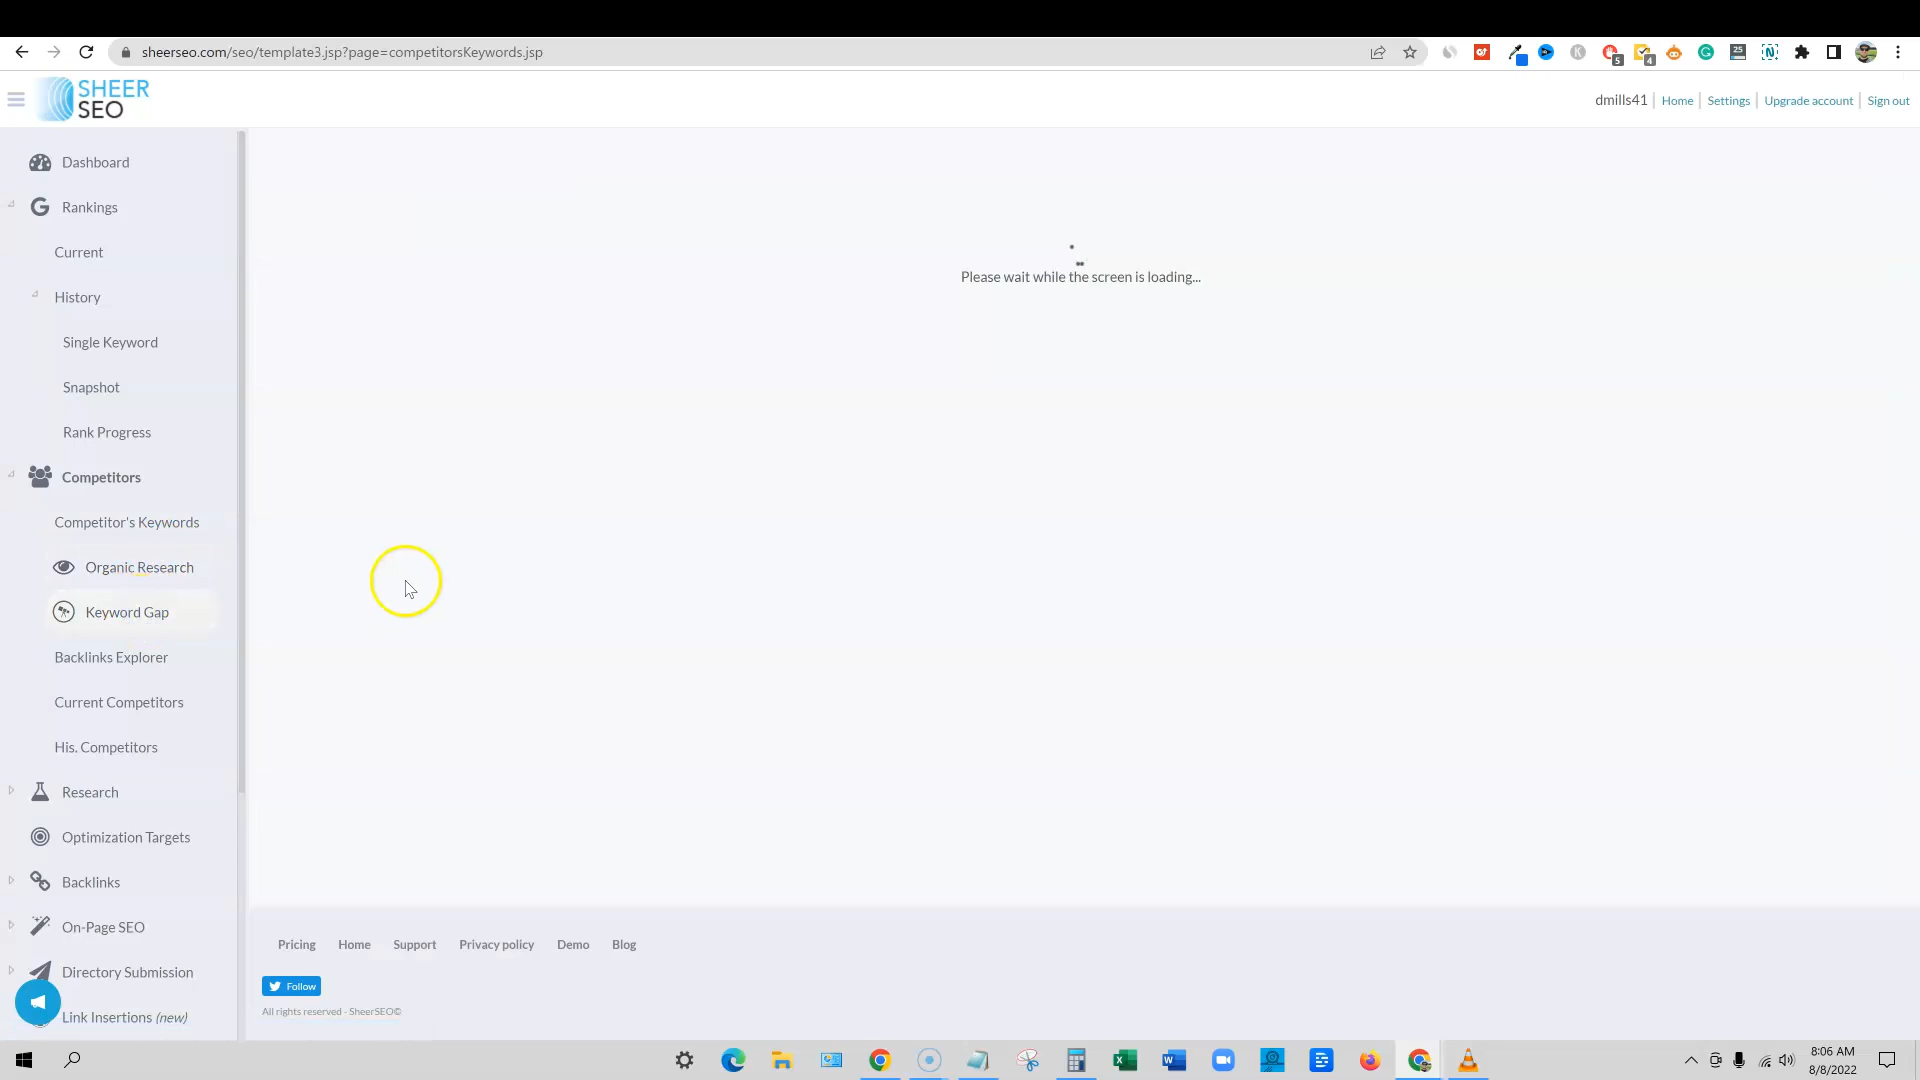 sheerseo.com/seo/template3.jsp?page=competitorsKeywords.jsp
5
4
25
SHEER
SEO
dmills41
Home
Settings
Upgrade account
Sign out
Dashboard
Rankings
Current
History
Single Keyword
Snapshot
Rank Progress
Competitors
Competitor's Keywords
Organic Research
Keyword Gap
Backlinks Explorer
Current Competitors
His. Competitors
Research
Optimization Targets
Backlinks
On-Page SEO
Directory Submission
Link Insertions (new)
Please wait while the screen is loading...
Pricing
Home
Support
Privacy policy
Demo
Blog
Follow
All rights reserved - SheerSEO©
8:06 AM
8/8/2022